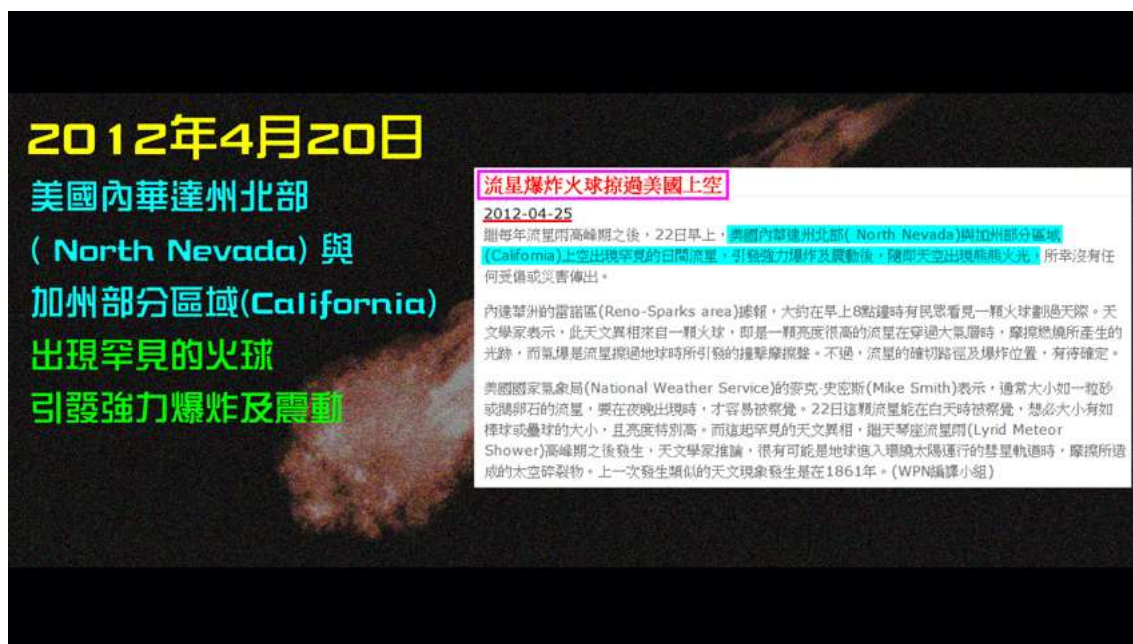 2012年4月20日
美國內華達州北部
( North Nevada) 與
加州部分區域(California)
出現罕見的火球
引發強力爆炸及震動
流星爆炸火球掠過美國上空
2012-04-25
繼每年流星雨高峰期之後，22日早上，美國內華達州北部( North Nevada)與加州部分區域
(California)上空出現罕見的日間流星，引發強力爆炸及震動後，隨即天空出現熊熊火光，所幸沒有任
何受傷或災害傳出。
內達華洲的雷諾區(Reno-Sparks area)據報，大約在早上8點鐘時有民眾看見一顆火球劃過天際。天
文學家表示，此天文異相來自一顆火球，即是一顆亮度很高的流星在穿過大氣層時，摩擦燃燒所產生的
光跡，而氣爆是流星擦過地球時所引發的撞擊摩擦聲。不過，流星的確切路徑及爆炸位置，有待確定。
美國國家氣象局(National Weather Service)的麥克·史密斯(Mike Smith)表示，通常大小如一粒砂
或鵝卵石的流星，要在夜晚出現時，才容易被察覺。22日這顆流星能在白天時被察覺，想必大小有如
棒球或壘球的大小，且亮度特別高。而這起罕見的天文異相，繼天琴座流星雨(Lyrid Meteor
Shower)高峰期之後發生，天文學家推論，很有可能是地球進入環繞太陽運行的彗星軌道時，摩擦所造
成的太空碎裂物。上一次發生類似的天文現象發生是在1861年。(WPN編譯小組)